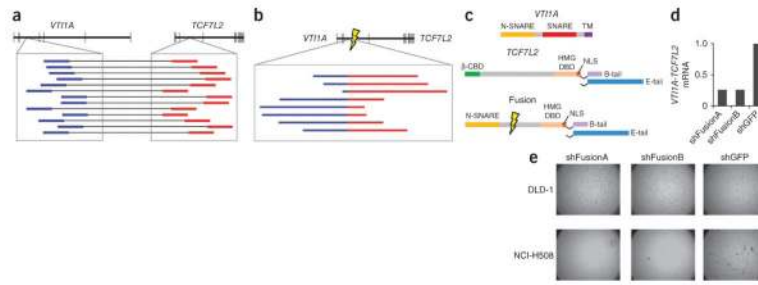 a
VTI1A
TCF7L2
b
VTI1A
TCF7L2
c
VTI1A
N-SNARE SNARE TM
TCF7L2
β-CBD
HMG
DBD
NLS
B-tail
E-tail
Fusion
N-SNARE
HMG
DBD
NLS
B-tail
E-tail
d
VTI1A-TCF7L2
mRNA
1.0
0.5
0
shFusionA
shFusionB
shGFP
e
shFusionA shFusionB shGFP
DLD-1
NCI-H508